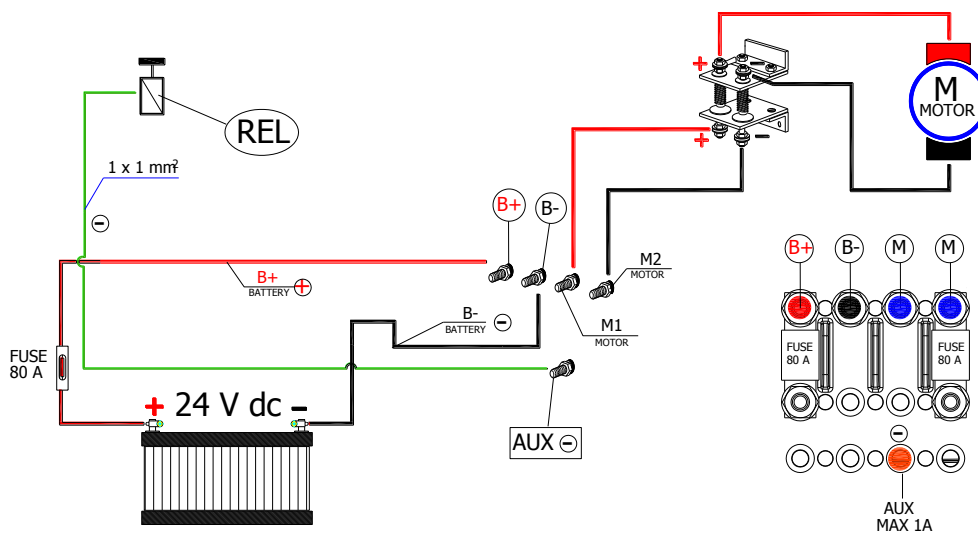 +
M
MOTOR
REL
+
−
1 x 1 mm²
−
B+
B-
B+
B-
M
M
B+
BATTERY +
M2
MOTOR
B-
BATTERY −
M1
MOTOR
FUSE
80 A
FUSE
80 A
FUSE
80 A
+ 24 V dc -
AUX −
−
AUX
MAX 1A